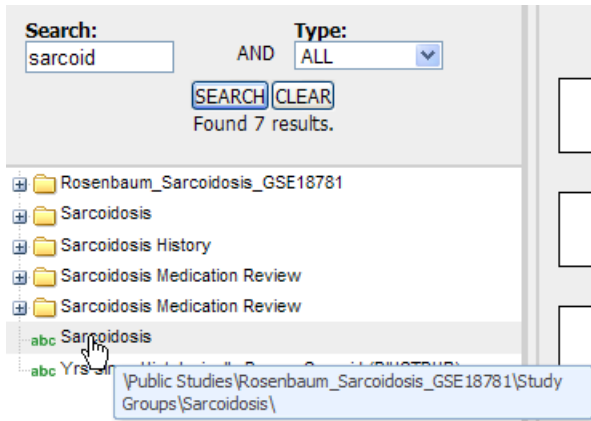 Search: Type:
sarcoid AND ALL
SEARCH CLEAR
Found 7 results.
Rosenbaum_Sarcoidosis_GSE18781
Sarcoidosis
Sarcoidosis History
Sarcoidosis Medication Review
Sarcoidosis Medication Review
abc Sarcoidosis
abc Yrs
\Public Studies\Rosenbaum_Sarcoidosis_GSE18781\Study
Groups\Sarcoidosis\